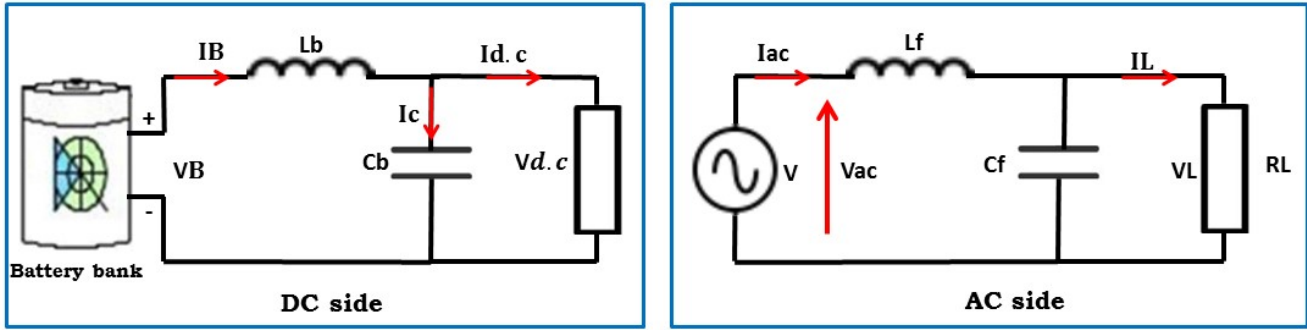 IB
Lb
Id.c
+
Ic
VB
Cb
Vd.c
-
Battery bank
DC side
Iac
Lf
IL
V
Vac
Cf
VL
RL
AC side